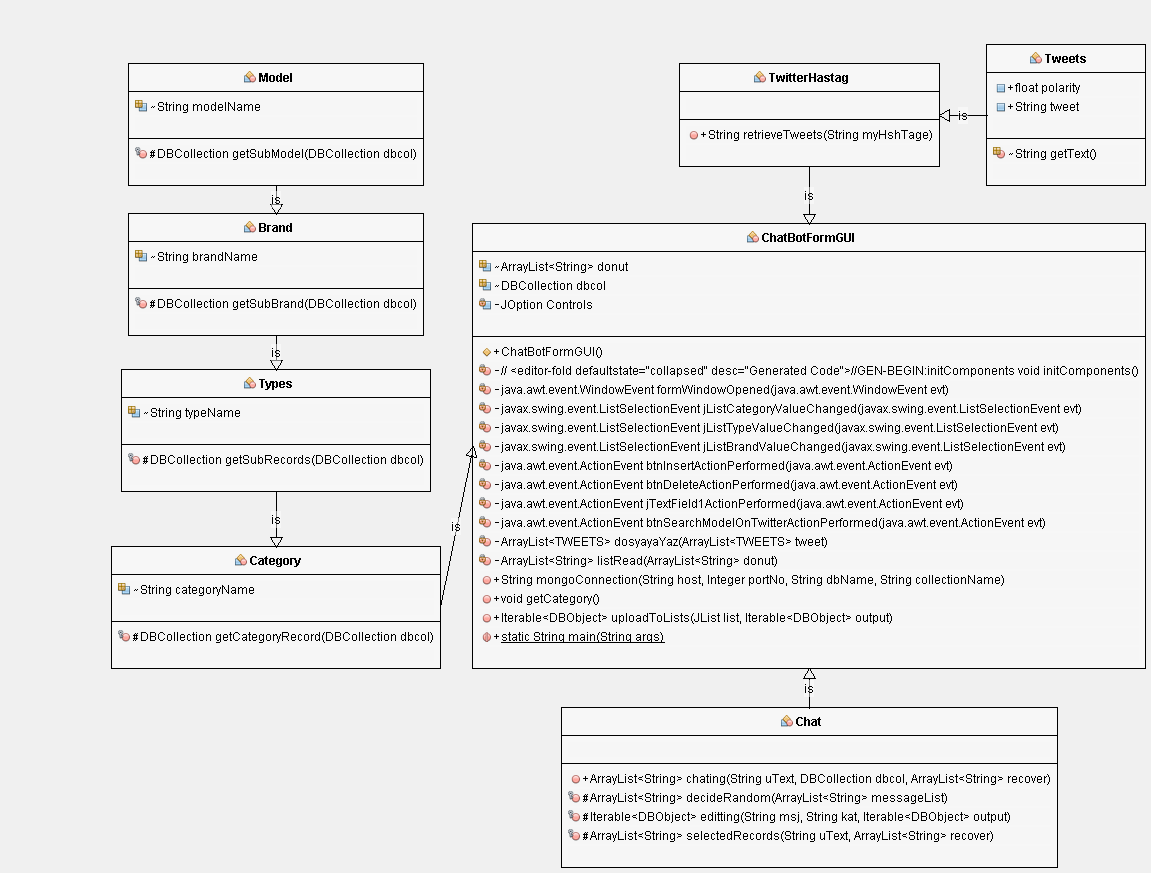 Model
~String modelName
#DBCollection getSubModel(DBCollection dbcol)
is
Brand
~String brandName
#DBCollection getSubBrand(DBCollection dbcol)
is
Types
~String typeName
#DBCollection getSubRecords(DBCollection dbcol)
is
Category
~String categoryName
#DBCollection getCategoryRecord(DBCollection dbcol)
is
TwitterHastag
+String retrieveTweets(String myHshTage)
is
Tweets
+float polarity
+String tweet
~String getText()
is
ChatBotFormGUI
~ArrayList<String> donut
~DBCollection dbcol
-JOption Controls
+ChatBotFormGUI()
-// <editor-fold defaultstate="collapsed" desc="Generated Code">//GEN-BEGIN:initComponents void initComponents()
-java.awt.event.WindowEvent formWindowOpened(java.awt.event.WindowEvent evt)
-javax.swing.event.ListSelectionEvent jListCategoryValueChanged(javax.swing.event.ListSelectionEvent evt)
-javax.swing.event.ListSelectionEvent jListTypeValueChanged(javax.swing.event.ListSelectionEvent evt)
-javax.swing.event.ListSelectionEvent jListBrandValueChanged(javax.swing.event.ListSelectionEvent evt)
-java.awt.event.ActionEvent btnInsertActionPerformed(java.awt.event.ActionEvent evt)
-java.awt.event.ActionEvent btnDeleteActionPerformed(java.awt.event.ActionEvent evt)
-java.awt.event.ActionEvent jTextField1ActionPerformed(java.awt.event.ActionEvent evt)
-java.awt.event.ActionEvent btnSearchModelOnTwitterActionPerformed(java.awt.event.ActionEvent evt)
-ArrayList<TWEETS> dosyayaYaz(ArrayList<TWEETS> tweet)
-ArrayList<String> listRead(ArrayList<String> donut)
+String mongoConnection(String host, Integer portNo, String dbName, String collectionName)
+void getCategory()
+Iterable<DBObject> uploadToLists(JList list, Iterable<DBObject> output)
+static String main(String args)
is
Chat
+ArrayList<String> chating(String uText, DBCollection dbcol, ArrayList<String> recover)
#ArrayList<String> decideRandom(ArrayList<String> messageList)
#Iterable<DBObject> editting(String msj, String kat, Iterable<DBObject> output)
#ArrayList<String> selectedRecords(String uText, ArrayList<String> recover)